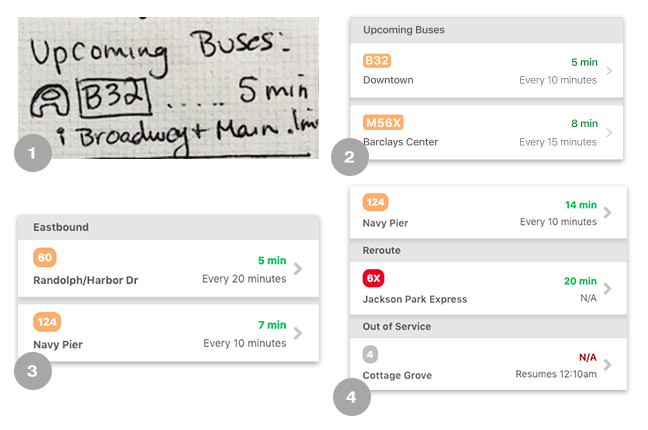 Upcoming Buses:
B32 ..... 5 min
Broadway + Main .1mi
1
Upcoming Buses
B32
5 min
Downtown
Every 10 minutes
M56X
8 min
Barclays Center
Every 15 minutes
2
Eastbound
60
5 min
Randolph/Harbor Dr
Every 20 minutes
124
7 min
Navy Pier
Every 10 minutes
3
124
14 min
Navy Pier
Every 10 minutes
Reroute
6X
20 min
Jackson Park Express
N/A
Out of Service
4
N/A
Cottage Grove
Resumes 12:10am
4